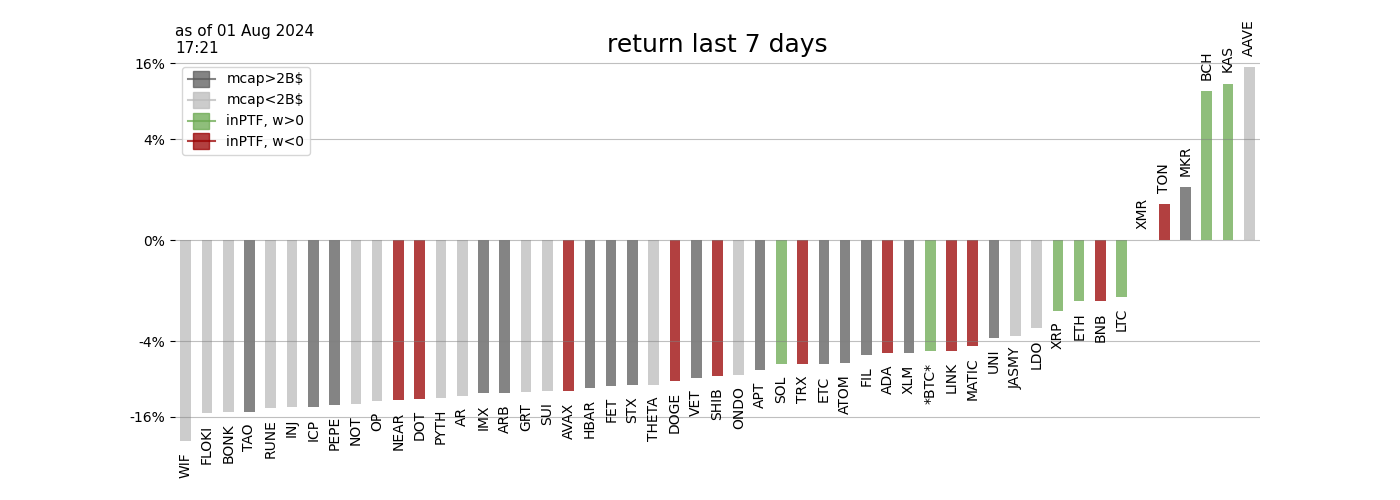 as of 01 Aug 2024
17:21
return last 7 days
16%
4%
0%
-4%
-16%
mcap>2B$
mcap<2B$
inPTF, w>0
inPTF, w<0
WIF
FLOKI
BONK
TAO
RUNE
INJ
ICP
PEPE
NOT
OP
NEAR
DOT
PYTH
AR
IMX
ARB
GRT
SUI
AVAX
HBAR
FET
STX
THETA
DOGE
VET
SHIB
ONDO
APT
SOL
TRX
ETC
ATOM
FIL
ADA
XLM
*BTC*
LINK
MATIC
UNI
JASMY
LDO
XRP
ETH
BNB
LTC
XMR
TON
MKR
BCH
KAS
AAVE